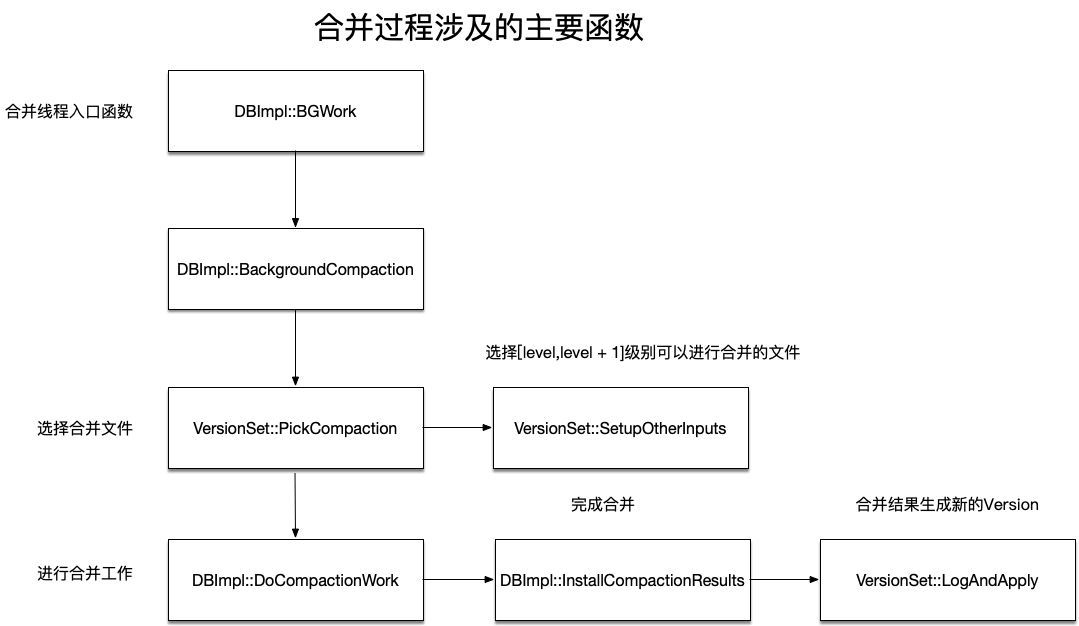 合并过程涉及的主要函数
合并线程入口函数
DBImpl::BGWork
DBImpl::BackgroundCompaction
选择[level,level + 1]级别可以进行合并的文件
选择合并文件
VersionSet::PickCompaction
VersionSet::SetupOtherInputs
完成合并
合并结果生成新的Version
进行合并工作
DBImpl::DoCompactionWork
DBImpl::InstallCompactionResults
VersionSet::LogAndApply